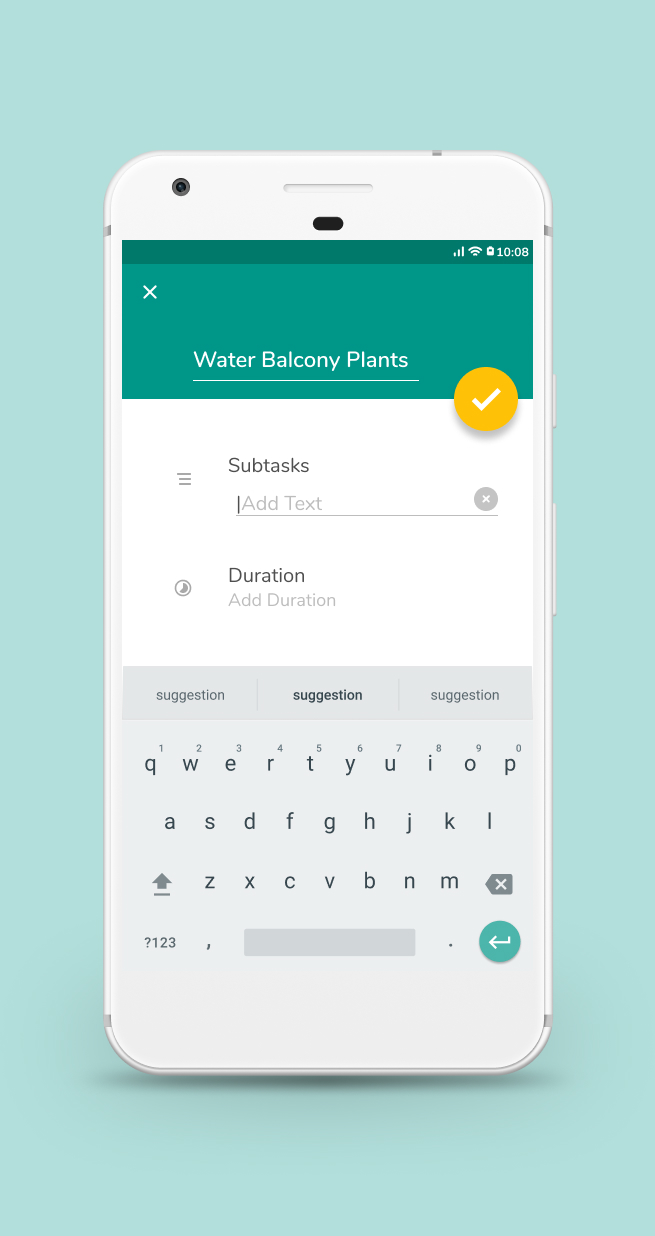 10:08
Water Balcony Plants
Subtasks
Add Text
Duration
Add Duration
suggestion suggestion suggestion
1 2 3 4 5 6 7 8 9 0
q w e r t y u i o p
a s d f g h j k l
z x c v b n m
?123 , .